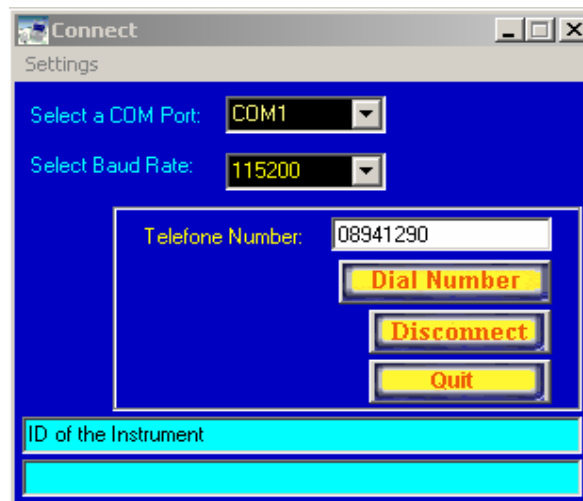 Connect
Settings
Select a COM Port: COM1
Select Baud Rate: 115200
Telefone Number: 08941290
Dial Number
Disconnect
Quit
ID of the Instrument